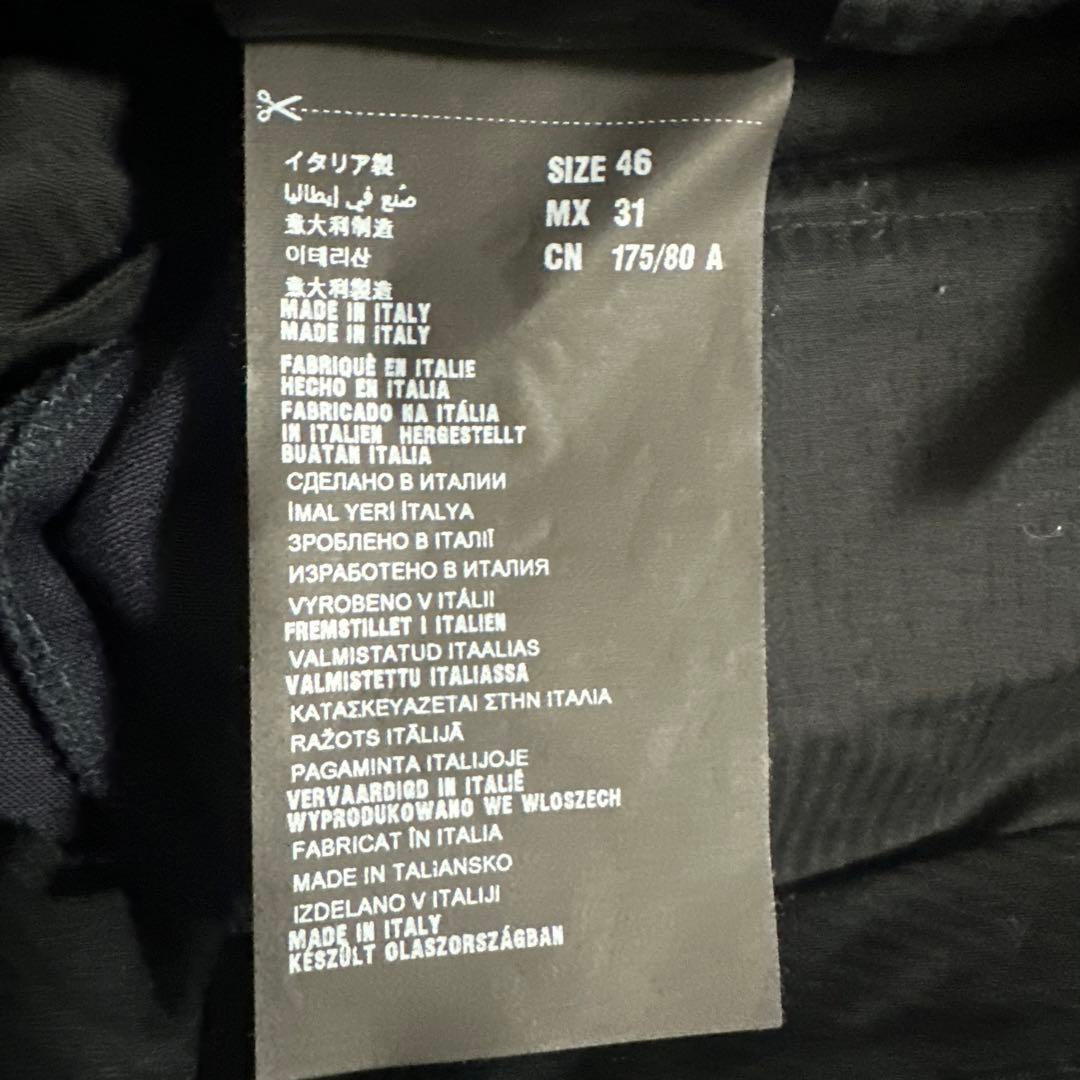 イタリア製
صُنع في إيطاليا
意大利制造
이태리산
意大利製造
MADE IN ITALY
MADE IN ITALY
FABRIQUÈ EN ITALIE
HECHO EN ITALIA
FABRICADO NA ITÁLIA
IN ITALIEN HERGESTELLT
BUATAN ITALIA
СДЕЛАНО В ИТАЛИИ
İMAL YERİ İTALYA
ЗРОБЛЕНО В ІТАЛІЇ
ИЗРАБОТЕНО В ИТАЛИЯ
VYROBENO V ITÁLII
FREMSTILLET I ITALIEN
VALMISTATUD ITAALIAS
VALMISTETTU ITALIASSA
ΚΑΤΑΣΚΕΥΑΖΕΤΑΙ ΣΤΗΝ ΙΤΑΛΙΑ
RAŽOTS ITĀLIJĀ
PAGAMINTA ITALIJOJE
VERVAARDIGD IN ITALIË
WYPRODUKOWANO WE WLOSZECH
FABRICAT ÎN ITALIA
MADE IN TALIANSKO
IZDELANO V ITALIJI
MADE IN ITALY
KÉSZÜLT OLASZORSZÁGBAN
SIZE 46
MX 31
CN 175/80 A